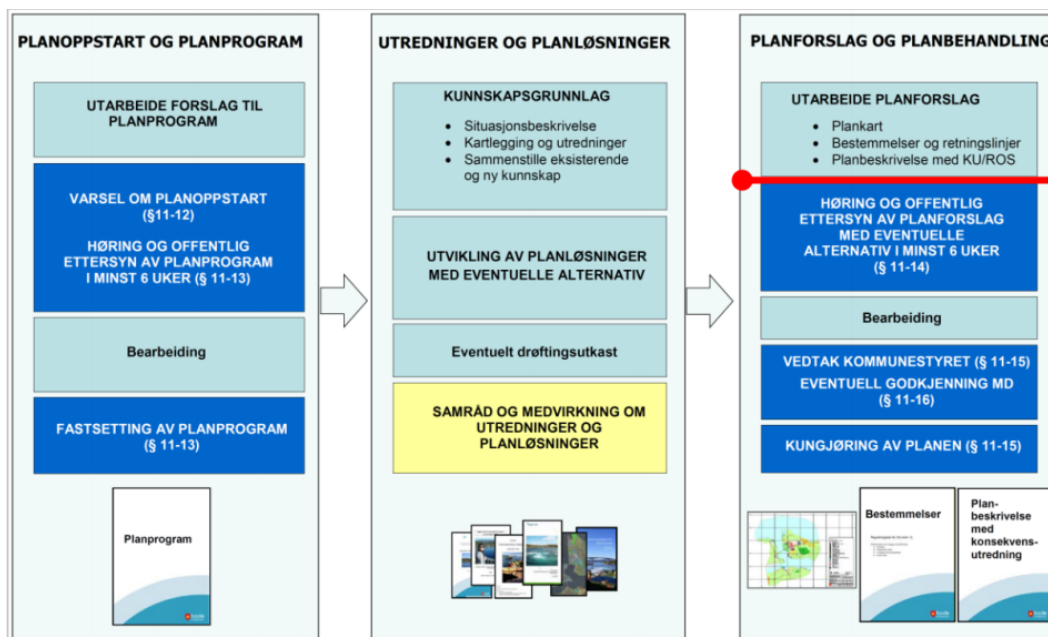 PLANOPPSTART OG PLANPROGRAM
UTARBEIDE FORSLAG TIL
PLANPROGRAM
VARSEL OM PLANOPPSTART
(§11-12)
HØRING OG OFFENTLIG
ETTERSYN AV PLANPROGRAM
I MINST 6 UKER (§ 11-13)
Bearbeiding
FASTSETTING AV PLANPROGRAM
(§ 11-13)
Planprogram
UTREDNINGER OG PLANLØSNINGER
KUNNSKAPSGRUNNLAG
• Situasjonsbeskrivelse
• Kartlegging og utredninger
• Sammenstille eksisterende
og ny kunnskap
UTVIKLING AV PLANLØSNINGER
MED EVENTUELLE ALTERNATIV
Eventuelt drøftingsutkast
SAMRÅD OG MEDVIRKNING OM
UTREDNINGER OG
PLANLØSNINGER
PLANFORSLAG OG PLANBEHANDLING
UTARBEIDE PLANFORSLAG
• Plankart
• Bestemmelser og retningslinjer
• Planbeskrivelse med KU/ROS
HØRING OG OFFENTLIG
ETTERSYN AV PLANFORSLAG
MED EVENTUELLE
ALTERNATIV I MINST 6 UKER
(§ 11-14)
Bearbeiding
VEDTAK KOMMUNESTYRET (§ 11-15)
EVENTUELL GODKJENNING MD
(§ 11-16)
KUNGJØRING AV PLANEN (§ 11-15)
Bestemmelser
Plan-
beskrivelse
med
konsekvens-
utredning